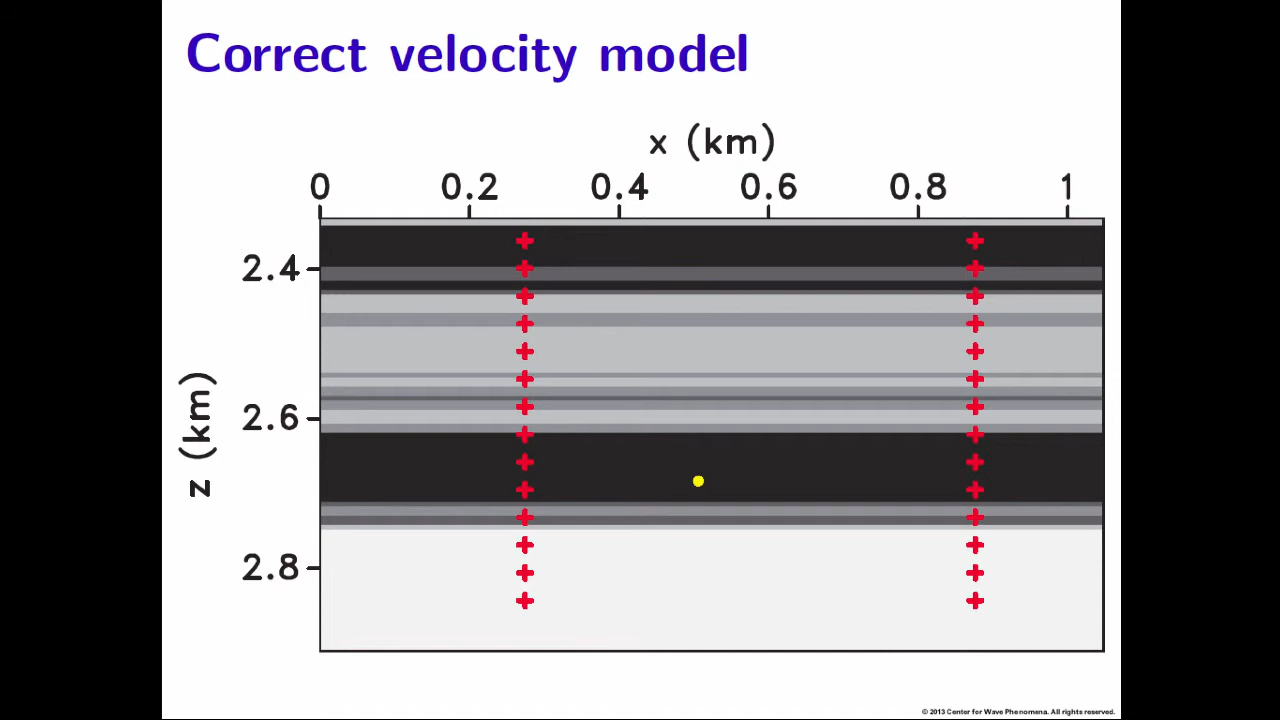 Correct velocity model
x (km)
0 0.2 0.4 0.6 0.8 1
2.4
2.6
2.8
z (km)
© 2013 Center for Wave Phenomena. All rights reserved.